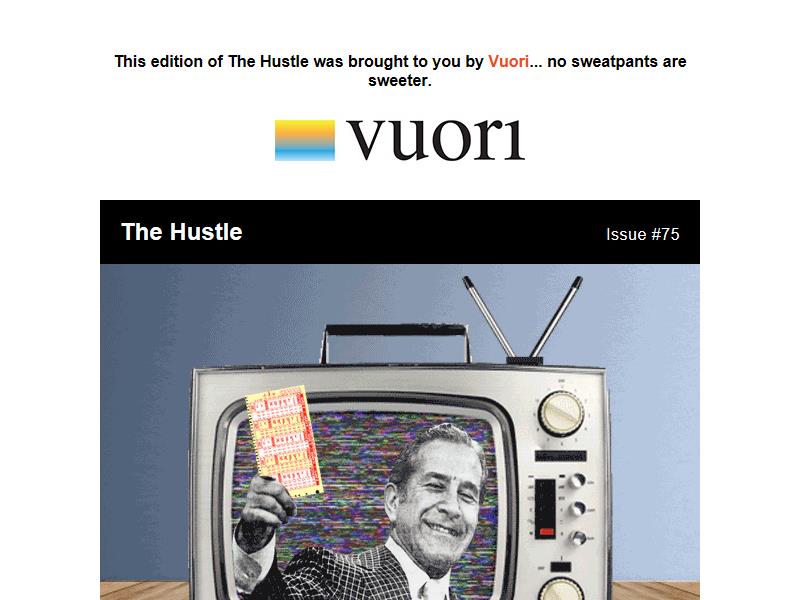 This edition of The Hustle was brought to you by Vuori... no sweatpants are
sweeter.
vuori
The Hustle
Issue #75